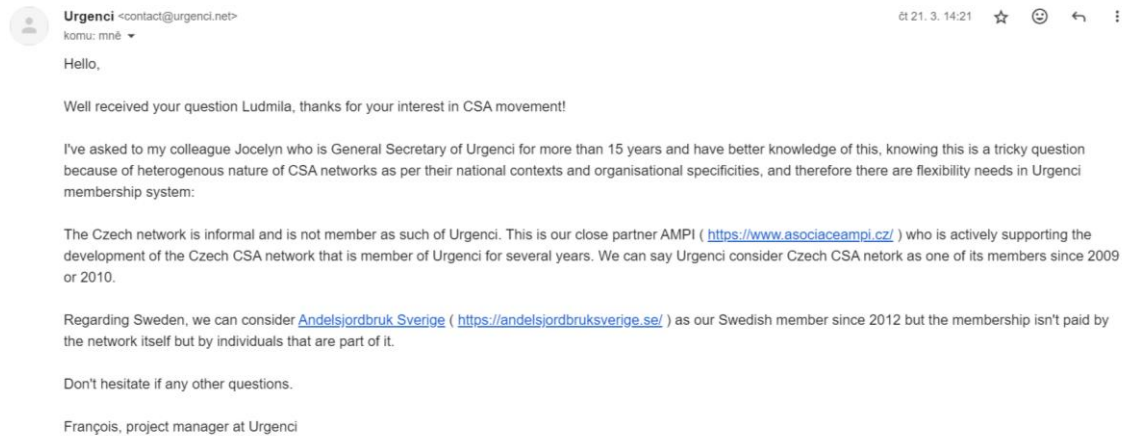 Urgenci <contact@urgenci.net>
čt 21. 3. 14:21
komu: mně
Hello,
Well received your question Ludmila, thanks for your interest in CSA movement!
I've asked to my colleague Jocelyn who is General Secretary of Urgenci for more than 15 years and have better knowledge of this, knowing this is a tricky question
because of heterogenous nature of CSA networks as per their national contexts and organisational specificities, and therefore there are flexibility needs in Urgenci
membership system:
The Czech network is informal and is not member as such of Urgenci. This is our close partner AMPI ( https://www.asociaceampi.cz/ ) who is actively supporting the
development of the Czech CSA network that is member of Urgenci for several years. We can say Urgenci consider Czech CSA netork as one of its members since 2009
or 2010.
Regarding Sweden, we can consider Andelsjordbruk Sverige ( https://andelsjordbruksverige.se/ ) as our Swedish member since 2012 but the membership isn't paid by
the network itself but by individuals that are part of it.
Don't hesitate if any other questions.
François, project manager at Urgenci